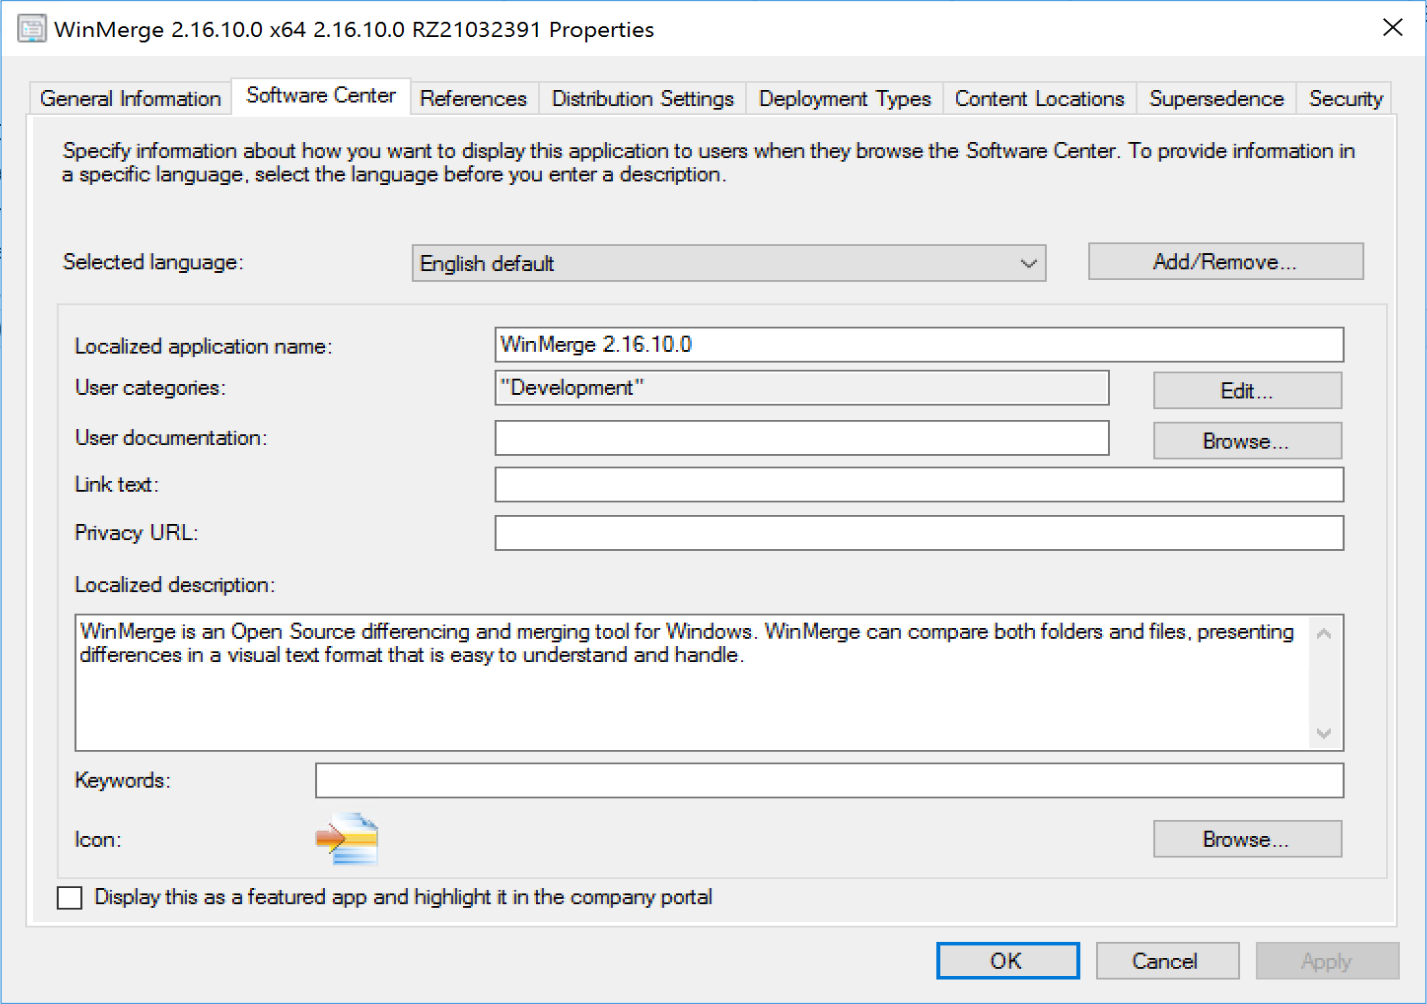 WinMerge 2.16.10.0 x64 2.16.10.0 RZ21032391 Properties
General Information Software Center References Distribution Settings Deployment Types Content Locations Supersedence Security
Specify information about how you want to display this application to users when they browse the Software Center. To provide information in
a specific language, select the language before you enter a description.
Selected language: English default Add/Remove...
Localized application name: WinMerge 2.16.10.0
User categories: "Development" Edit...
User documentation: Browse...
Link text:
Privacy URL:
Localized description:
WinMerge is an Open Source differencing and merging tool for Windows. WinMerge can compare both folders and files, presenting
differences in a visual text format that is easy to understand and handle.
Keywords:
Icon: Browse...
Display this as a featured app and highlight it in the company portal
OK Cancel Apply